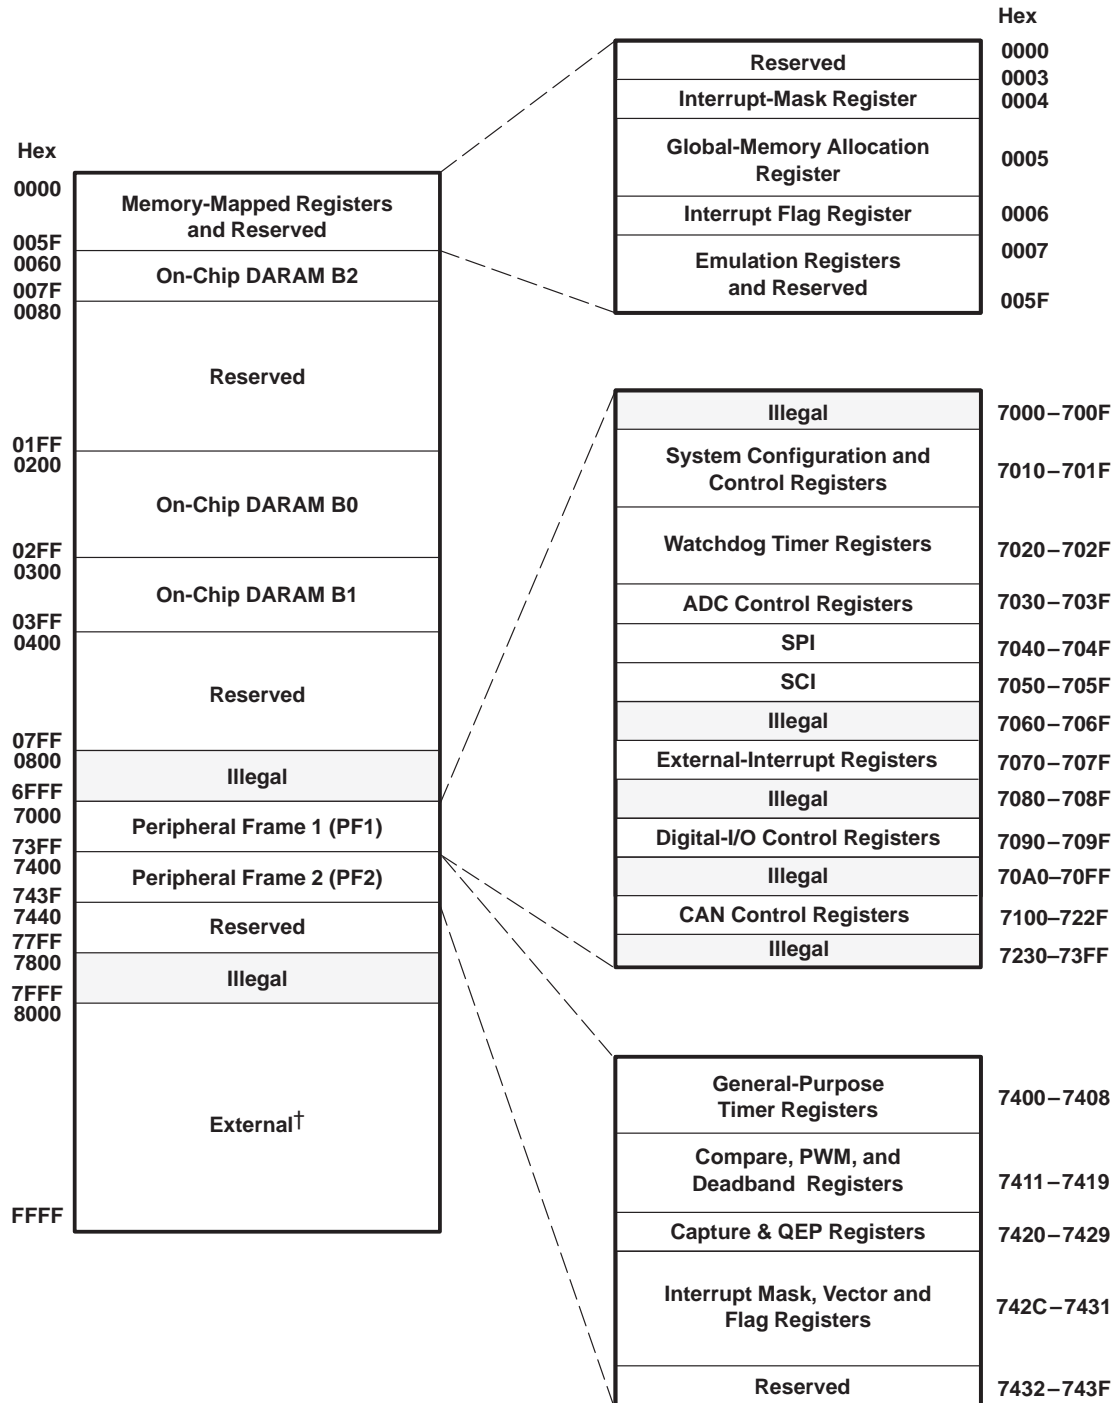 Hex
0000
Memory-Mapped Registers
and Reserved
005F
0060
On-Chip DARAM B2
007F
0080
Reserved
01FF
0200
On-Chip DARAM B0
02FF
0300
On-Chip DARAM B1
03FF
0400
Reserved
07FF
0800
Illegal
6FFF
7000
Peripheral Frame 1 (PF1)
73FF
7400
Peripheral Frame 2 (PF2)
743F
7440
Reserved
77FF
7800
Illegal
7FFF
8000
External†
FFFF
Hex
Reserved
0000
0003
Interrupt-Mask Register
0004
Global-Memory Allocation
Register
0005
Interrupt Flag Register
0006
Emulation Registers
and Reserved
0007
005F
Illegal
7000–700F
System Configuration and
Control Registers
7010–701F
Watchdog Timer Registers
7020–702F
ADC Control Registers
7030–703F
SPI
7040–704F
SCI
7050–705F
Illegal
7060–706F
External-Interrupt Registers
7070–707F
Illegal
7080–708F
Digital-I/O Control Registers
7090–709F
Illegal
70A0–70FF
CAN Control Registers
7100–722F
Illegal
7230–73FF
General-Purpose
Timer Registers
7400–7408
Compare, PWM, and
Deadband Registers
7411–7419
Capture & QEP Registers
7420–7429
Interrupt Mask, Vector and
Flag Registers
742C–7431
Reserved
7432–743F